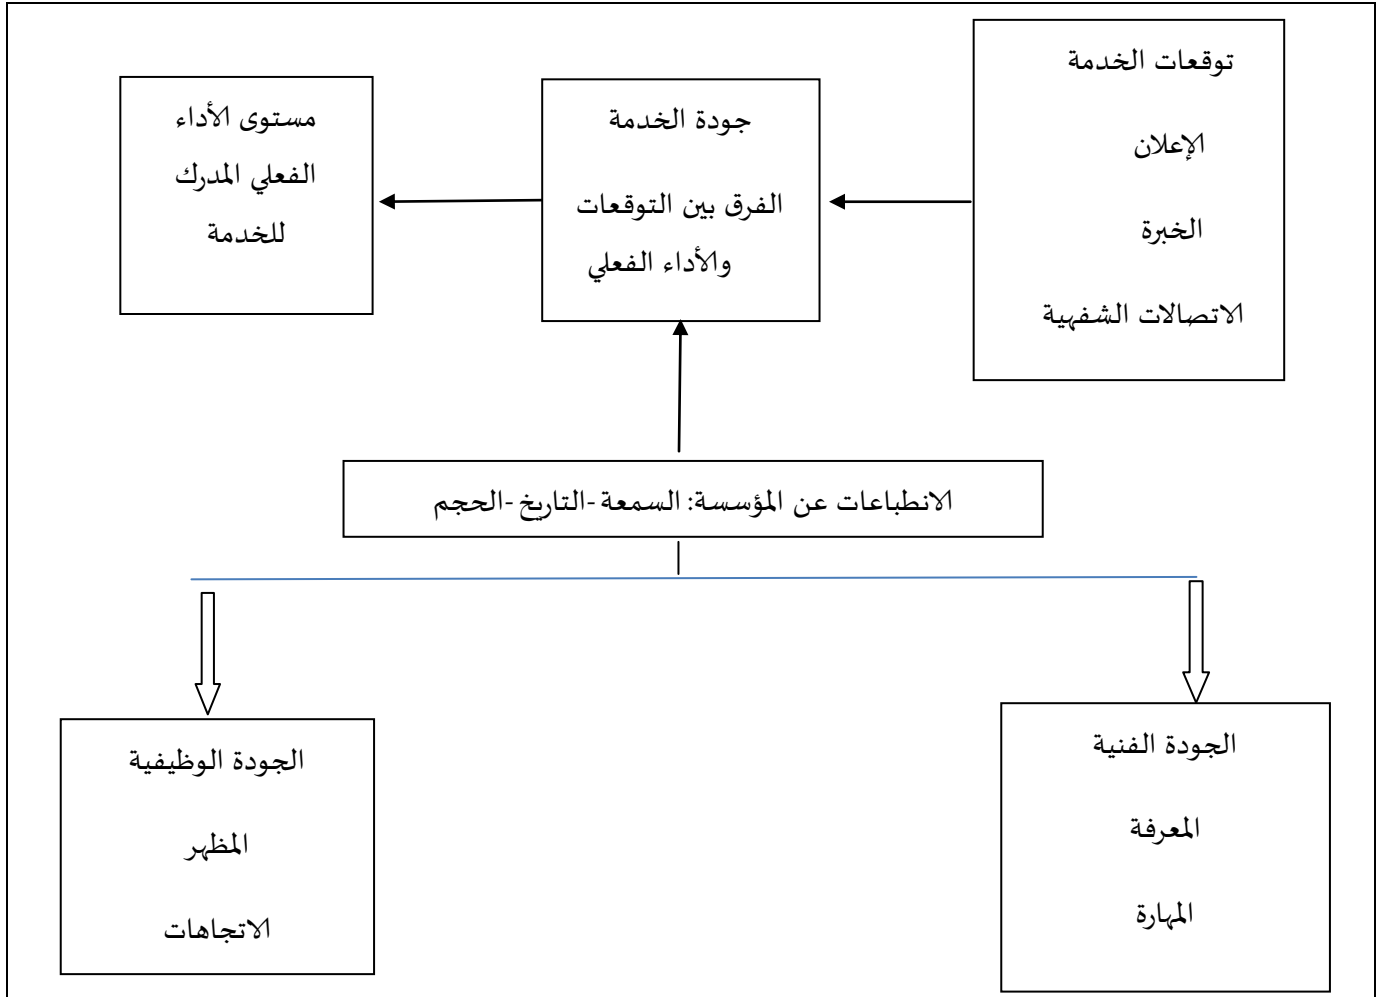 توقعات الخدمة
الإعلان
الخبرة
الاتصالات الشفهية
جودة الخدمة
الفرق بين التوقعات
والأداء الفعلي
مستوى الأداء
الفعلي المدرك
للخدمة
الانطباعات عن المؤسسة: السمعة-التاريخ-الحجم
الجودة الفنية
المعرفة
المهارة
الجودة الوظيفية
المظهر
الاتجاهات